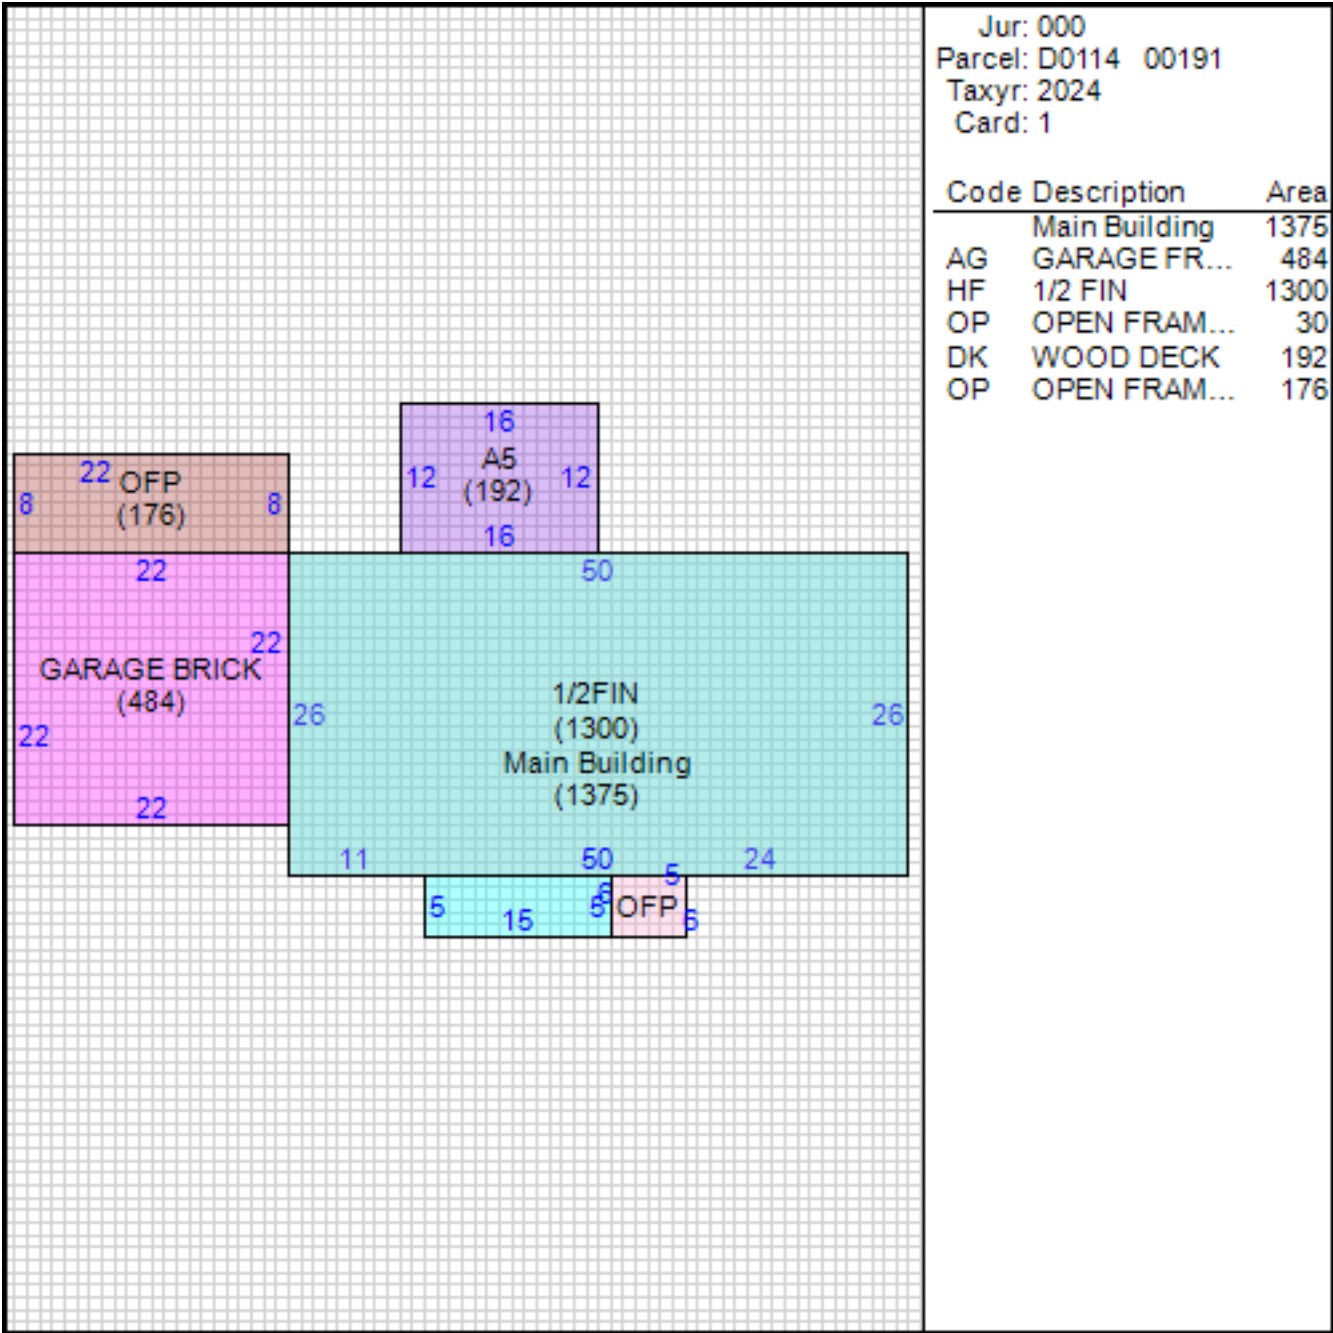 Jur: 000
Parcel: D0114 00191
Taxyr: 2024
Card: 1
Code Description Area
Main Building 1375
AG GARAGE FR... 484
HF 1/2 FIN 1300
OP OPEN FRAM... 30
DK WOOD DECK 192
OP OPEN FRAM... 176
16
A5
12 12
(192)
16
22 OFP
8 8
(176)
22
50
22
GARAGE BRICK
(484)
22
22
26 26
1/2FIN
(1300)
Main Building
(1375)
11 50 24
5
6
5 5 OFP
15 6